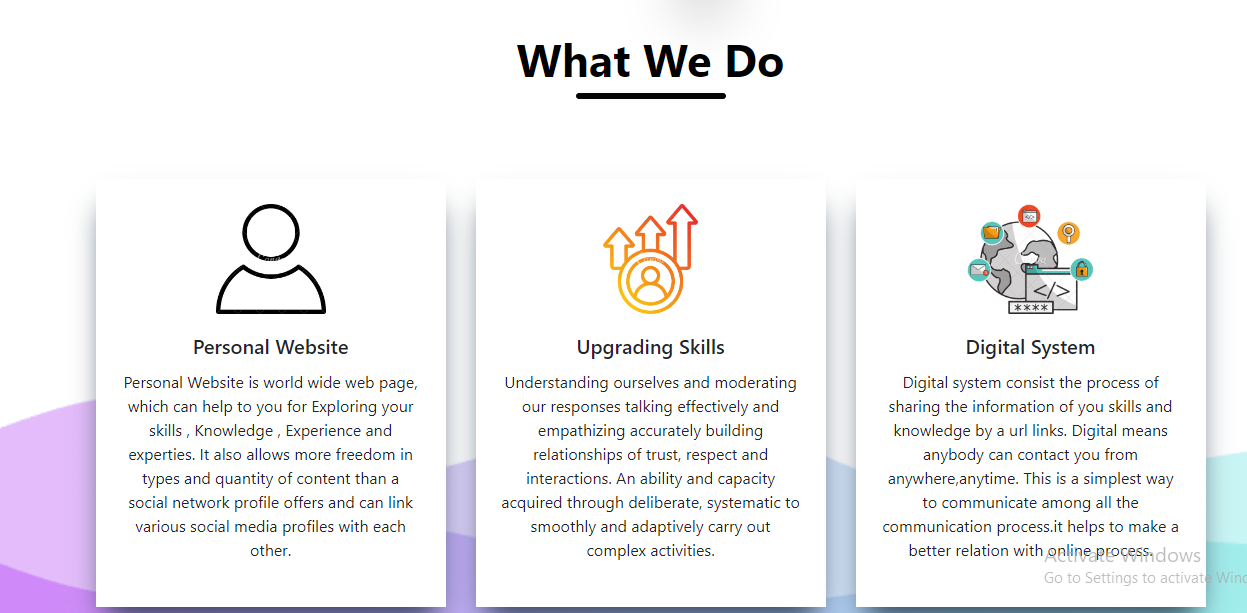 What We Do
Personal Website
Personal Website is world wide web page,
which can help to you for Exploring your
skills , Knowledge , Experience and
experties. It also allows more freedom in
types and quantity of content than a
social network profile offers and can link
various social media profiles with each
other.
Upgrading Skills
Understanding ourselves and moderating
our responses talking effectively and
empathizing accurately building
relationships of trust, respect and
interactions. An ability and capacity
acquired through deliberate, systematic to
smoothly and adaptively carry out
complex activities.
</>
****
Digital System
Digital system consist the process of
sharing the information of you skills and
knowledge by a url links. Digital means
anybody can contact you from
anywhere,anytime. This is a simplest way
to communicate among all the
communication process.it helps to make a
better relation with online process.
Activate Windows
Go to Settings to activate Win